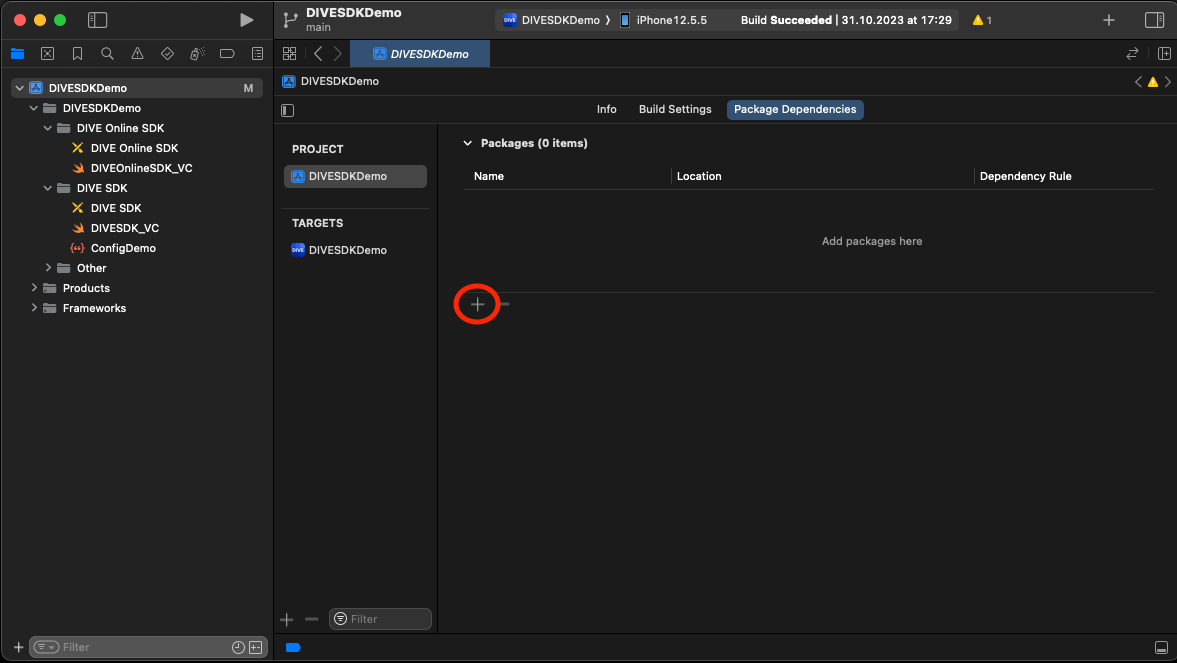 DIVESDKDemo
main
DIVE DIVESDKDemo 〉 iPhone12.5.5
Build Succeeded | 31.10.2023 at 17:29
1
DIVESDKDemo
DIVESDKDemo M
DIVESDKDemo
DIVE Online SDK
DIVE Online SDK
DIVEOnlineSDK_VC
DIVE SDK
DIVE SDK
DIVESDK_VC
ConfigDemo
Other
Products
Frameworks
Filter
DIVESDKDemo
Info Build Settings Package Dependencies
PROJECT
DIVESDKDemo
TARGETS
DIVE DIVESDKDemo
Filter
Packages (0 items)
Name Location Dependency Rule
Add packages here